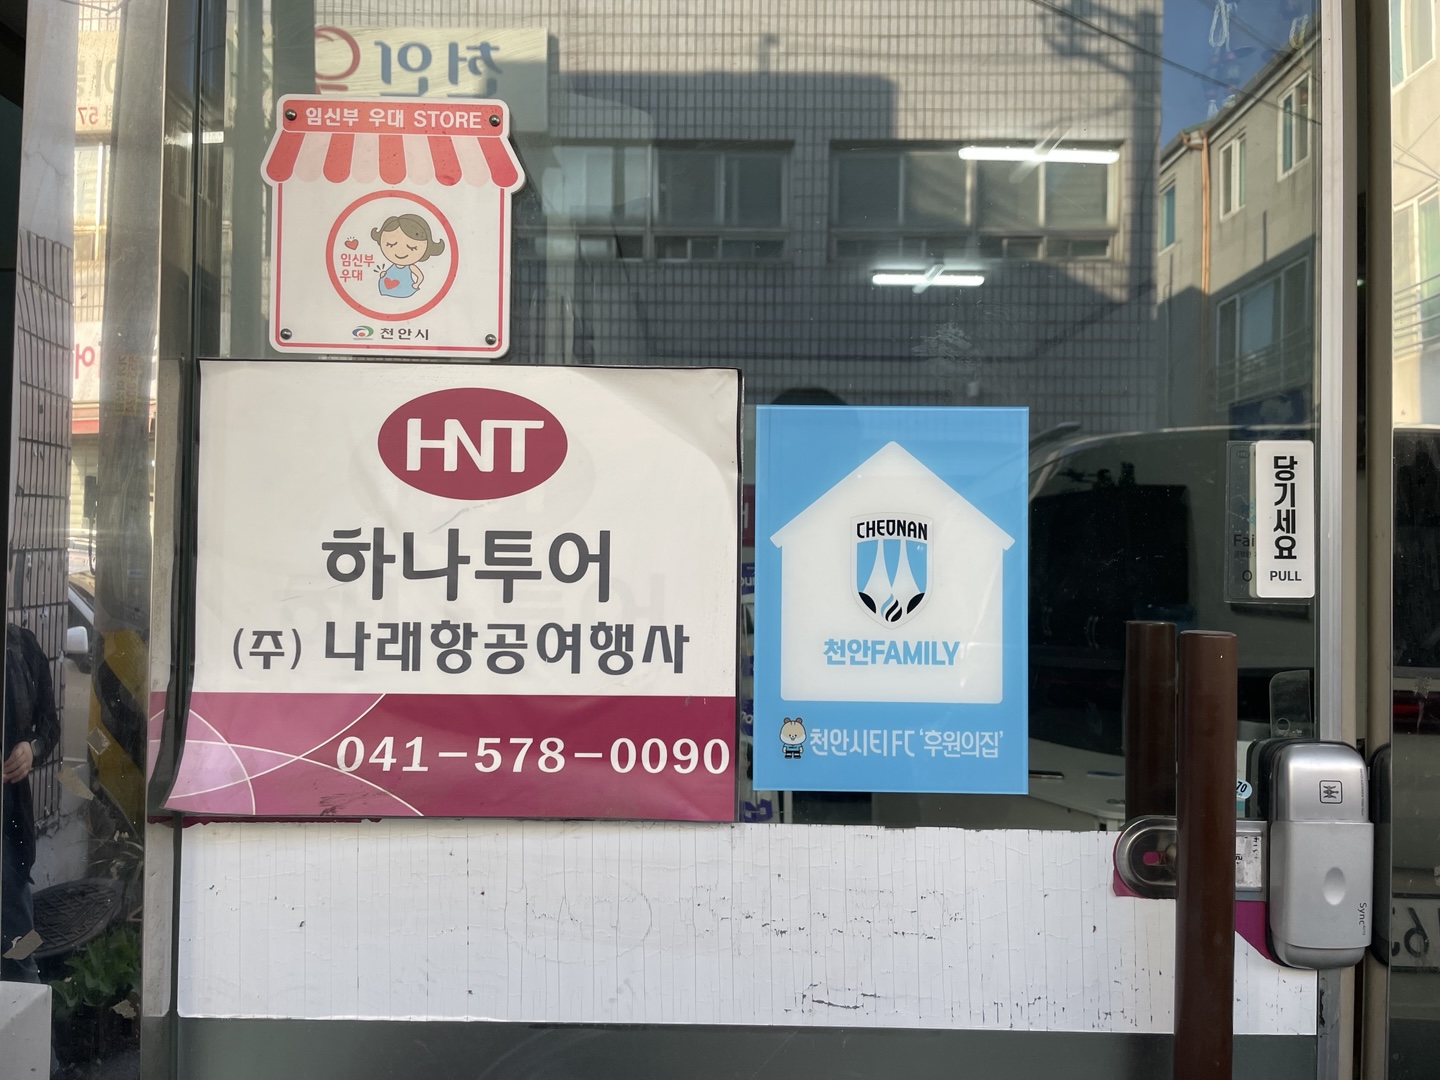 임신부 우대 STORE
임신부
우대
천안시
HNT
하나투어
(주) 나래항공여행사
041-578-0090
CHEONAN
천안FAMILY
천안시티FC '후원의집'
당기세요
PULL
Sync